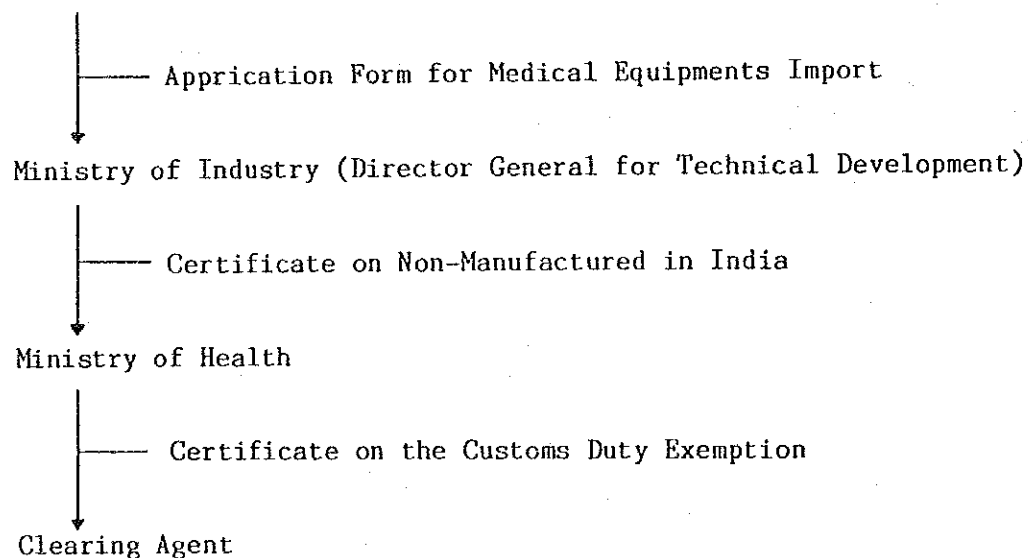 Apprication Form for Medical Equipments Import
Ministry of Industry (Director General for Technical Development)
Certificate on Non-Manufactured in India
Ministry of Health
Certificate on the Customs Duty Exemption
Clearing Agent